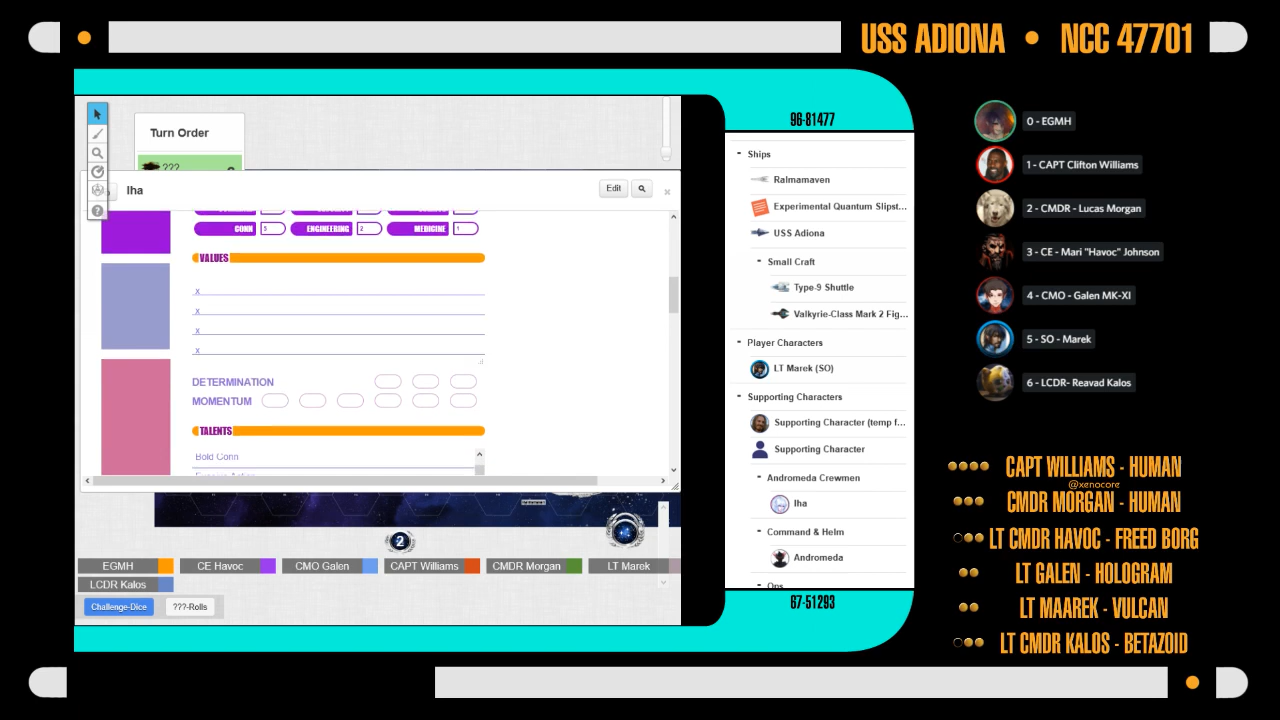 USS ADIONA • NCC 47701
96-81477
Turn Order
???
Iha
Edit
CONN 5 ENGINEERING 2 MEDICINE 1
VALUES
x
x
x
x
DETERMINATION
MOMENTUM
TALENTS
Bold Conn
2
EGMH
CE Havoc
CMO Galen
CAPT Williams
CMDR Morgan
LT Marek
LCDR Kalos
Challenge-Dice
???-Rolls
Ships
Ralmamaven
Experimental Quantum Slipst...
USS Adiona
Small Craft
Type-9 Shuttle
Valkyrie-Class Mark 2 Fig...
Player Characters
LT Marek (SO)
Supporting Characters
Supporting Character (temp f...
Supporting Character
Andromeda Crewmen
Iha
Command & Helm
Andromeda
Ops
67-51293
0 - EGMH
1 - CAPT Clifton Williams
2 - CMDR - Lucas Morgan
3 - CE - Mari "Havoc" Johnson
4 - CMO - Galen MK-XI
5 - SO - Marek
6 - LCDR- Reavad Kalos
CAPT WILLIAMS - HUMAN
@xenocore
CMDR MORGAN - HUMAN
LT CMDR HAVOC - FREED BORG
LT GALEN - HOLOGRAM
LT MAAREK - VULCAN
LT CMDR KALOS - BETAZOID